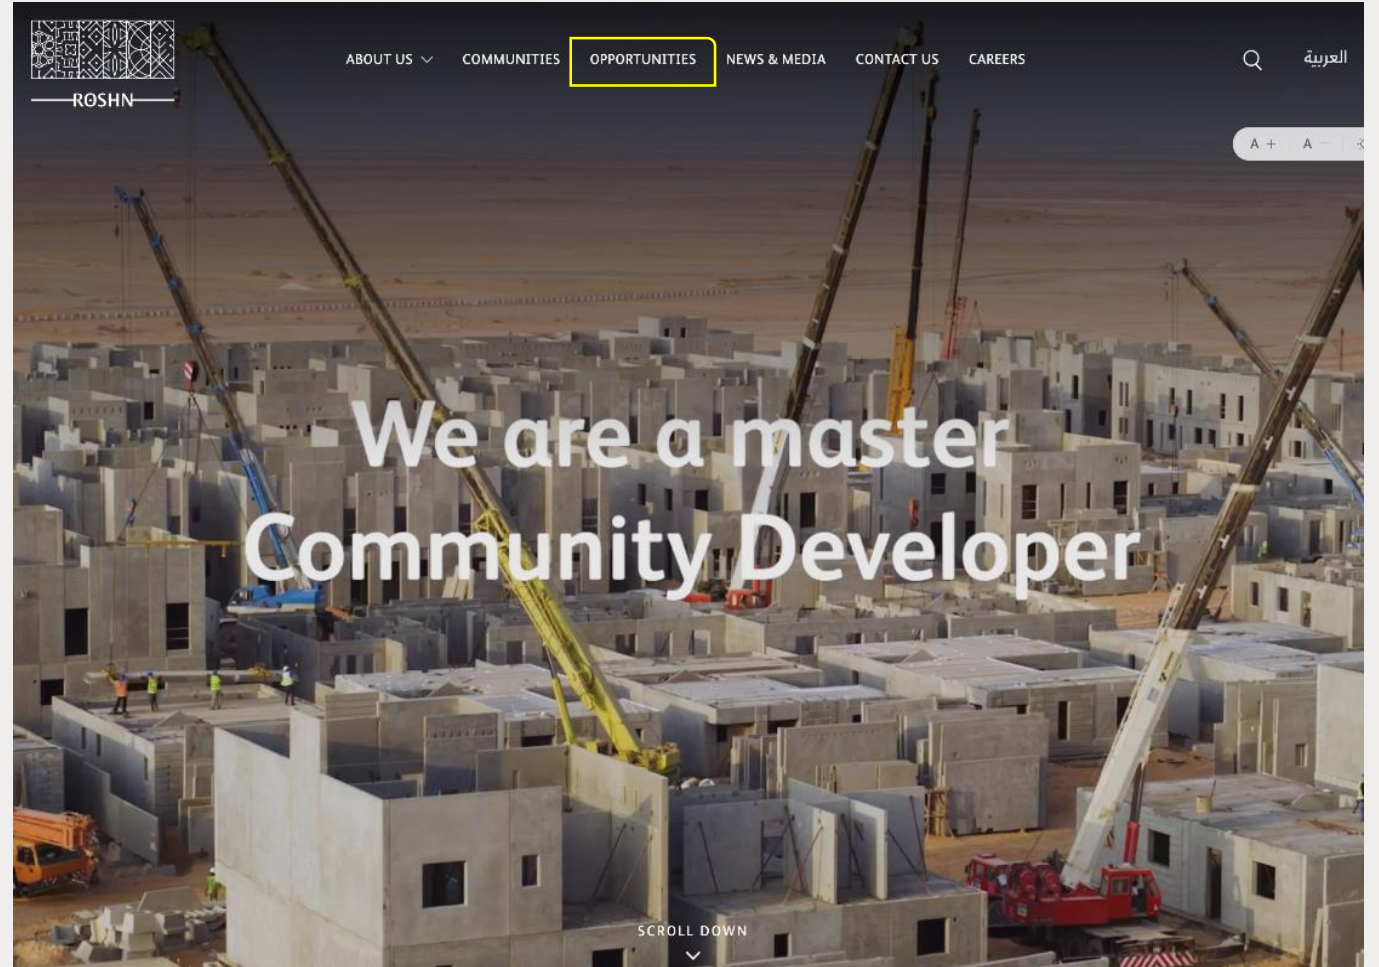 ROSHN
ABOUT US
COMMUNITIES
OPPORTUNITIES
NEWS & MEDIA
CONTACT US
CAREERS
العربية
A +
A −
We are a master
Community Developer
SCROLL DOWN